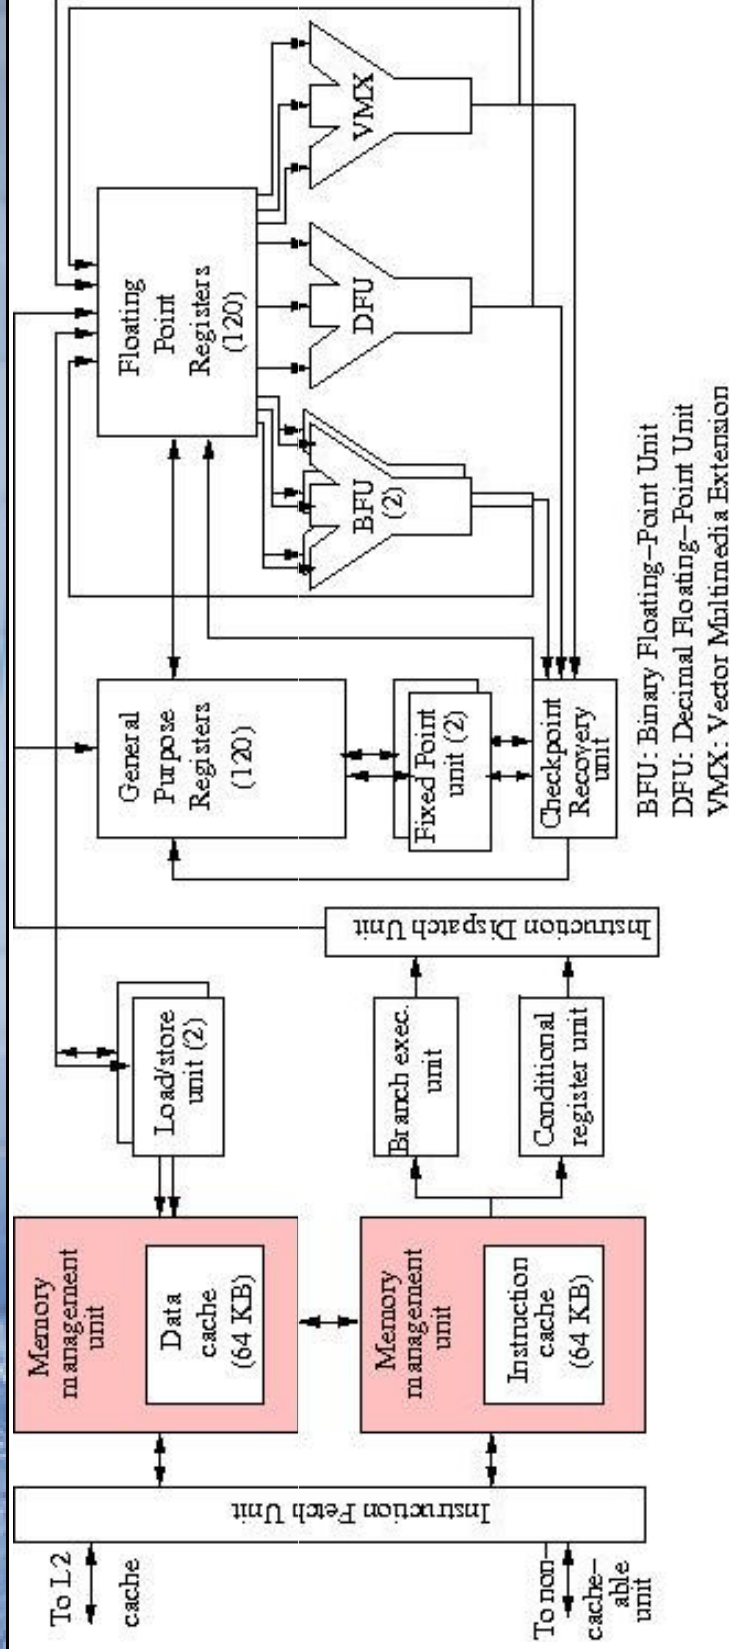 To L2
cache
To non-
cache-
able
unit
Instruction Fetch Unit
Memory
management
unit
Data
cache
(64 KB)
Memory
management
unit
Instruction
cache
(64 KB)
Load/store
unit (2)
Branch exec.
unit
Conditional
register unit
Instruction Dispatch Unit
General
Purpose
Registers
(120)
Fixed Point
unit (2)
Checkpoint
Recovery
unit
Floating
Point
Registers
(120)
BFU
(2)
DFU
VMX
BFU: Binary Floating-Point Unit
DFU: Decimal Floating-Point Unit
VMX: Vector Multimedia Extension